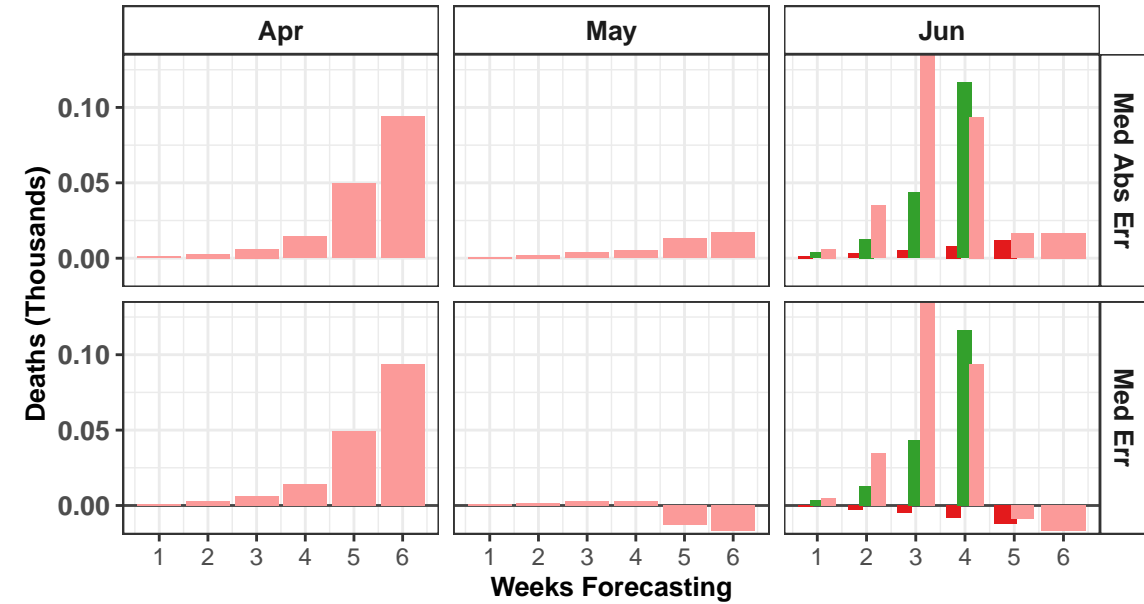 Apr May Jun
Deaths (Thousands)
0.10
0.05
0.00
Med Abs Err
0.10
0.05
0.00
Med Err
1 2 3 4 5 6 1 2 3 4 5 6 1 2 3 4 5 6
Weeks Forecasting